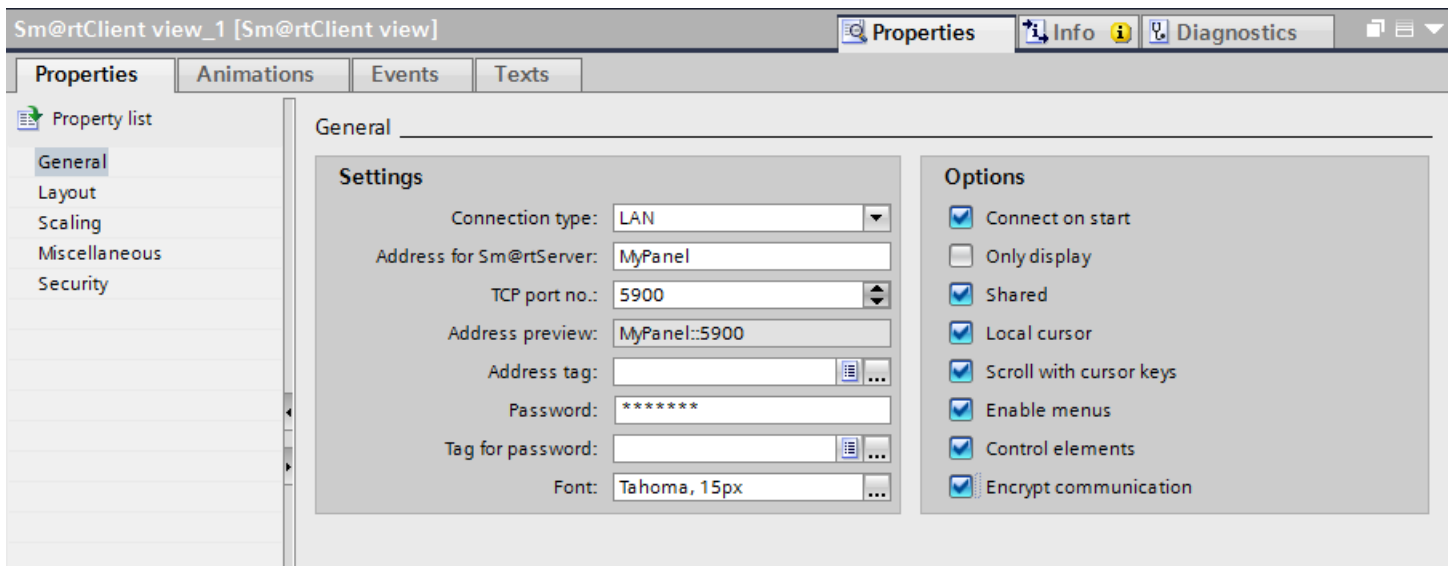 Sm@rtClient view_1 [Sm@rtClient view]
Properties
Info
Diagnostics
Properties
Animations
Events
Texts
Property list
General
Layout
Scaling
Miscellaneous
Security
General
Settings
Connection type: LAN
Address for Sm@rtServer: MyPanel
TCP port no.: 5900
Address preview: MyPanel::5900
Address tag: ...
Password: *******
Tag for password: ...
Font: Tahoma, 15px ...
Options
Connect on start
Only display
Shared
Local cursor
Scroll with cursor keys
Enable menus
Control elements
Encrypt communication